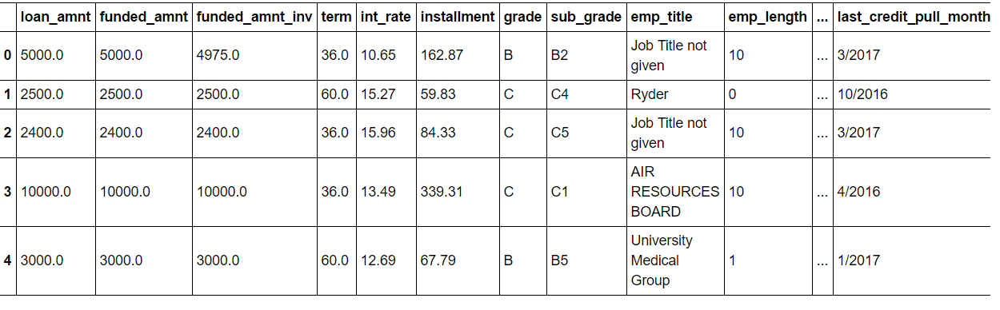 loan_amnt funded_amnt funded_amnt_inv term int_rate installment grade sub_grade emp_title emp_length ... last_credit_pull_month
0 5000.0 5000.0 4975.0 36.0 10.65 162.87 B B2 Job Title not given 10 ... 3/2017
1 2500.0 2500.0 2500.0 60.0 15.27 59.83 C C4 Ryder 0 ... 10/2016
2 2400.0 2400.0 2400.0 36.0 15.96 84.33 C C5 Job Title not given 10 ... 3/2017
3 10000.0 10000.0 10000.0 36.0 13.49 339.31 C C1 AIR RESOURCES BOARD 10 ... 4/2016
4 3000.0 3000.0 3000.0 60.0 12.69 67.79 B B5 University Medical Group 1 ... 1/2017